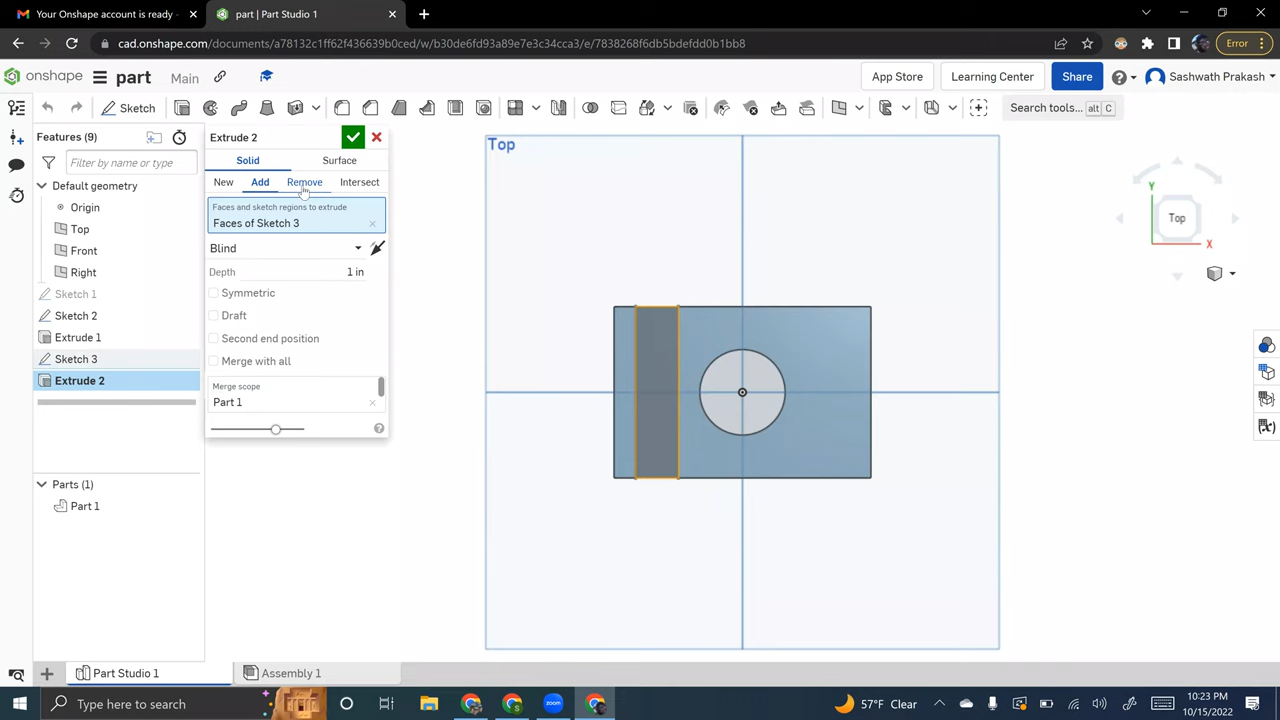 Your Onshape account is ready -
part | Part Studio 1
cad.onshape.com/documents/a78132c1ff62f436639b0ced/w/b30de6fd93a89e7e3c34cca3/e/7838268f6db5bdefdd0b1bb8
Error
onshape
part
Main
App Store
Learning Center
Share
Sashwath Prakash
Sketch
Search tools...
alt C
Features (9)
Filter by name or type
Default geometry
Origin
Top
Front
Right
Sketch 1
Sketch 2
Extrude 1
Sketch 3
Extrude 2
Parts (1)
Part 1
Extrude 2
Solid
Surface
New
Add
Remove
Intersect
Faces and sketch regions to extrude
Faces of Sketch 3
Blind
Depth
1 in
Symmetric
Draft
Second end position
Merge with all
Merge scope
Part 1
Top
Y
Top
X
Part Studio 1
Assembly 1
Type here to search
zoom
57°F Clear
10:23 PM
10/15/2022